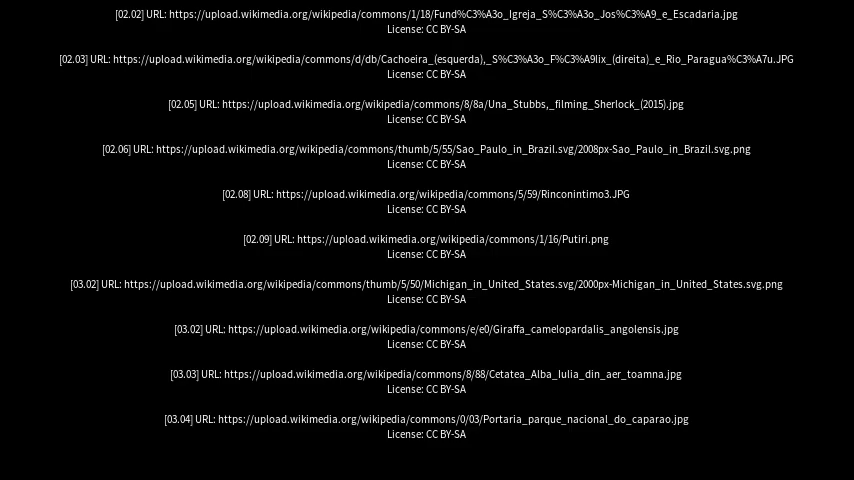 [02.02] URL: https://upload.wikimedia.org/wikipedia/commons/1/18/Fund%C3%A3o_Igreja_S%C3%A3o_Jos%C3%A9_e_Escadaria.jpg
License: CC BY-SA
[02.03] URL: https://upload.wikimedia.org/wikipedia/commons/d/db/Cachoeira_(esquerda),_S%C3%A3o_F%C3%A9lix_(direita)_e_Rio_Paragua%C3%A7u.JPG
License: CC BY-SA
[02.05] URL: https://upload.wikimedia.org/wikipedia/commons/8/8a/Una_Stubbs,_filming_Sherlock_(2015).jpg
License: CC BY-SA
[02.06] URL: https://upload.wikimedia.org/wikipedia/commons/thumb/5/55/Sao_Paulo_in_Brazil.svg/2008px-Sao_Paulo_in_Brazil.svg.png
License: CC BY-SA
[02.08] URL: https://upload.wikimedia.org/wikipedia/commons/5/59/Rinconintimo3.JPG
License: CC BY-SA
[02.09] URL: https://upload.wikimedia.org/wikipedia/commons/1/16/Putiri.png
License: CC BY-SA
[03.02] URL: https://upload.wikimedia.org/wikipedia/commons/thumb/5/50/Michigan_in_United_States.svg/2000px-Michigan_in_United_States.svg.png
License: CC BY-SA
[03.02] URL: https://upload.wikimedia.org/wikipedia/commons/e/e0/Giraffa_camelopardalis_angolensis.jpg
License: CC BY-SA
[03.03] URL: https://upload.wikimedia.org/wikipedia/commons/8/88/Cetatea_Alba_Iulia_din_aer_toamna.jpg
License: CC BY-SA
[03.04] URL: https://upload.wikimedia.org/wikipedia/commons/0/03/Portaria_parque_nacional_do_caparao.jpg
License: CC BY-SA